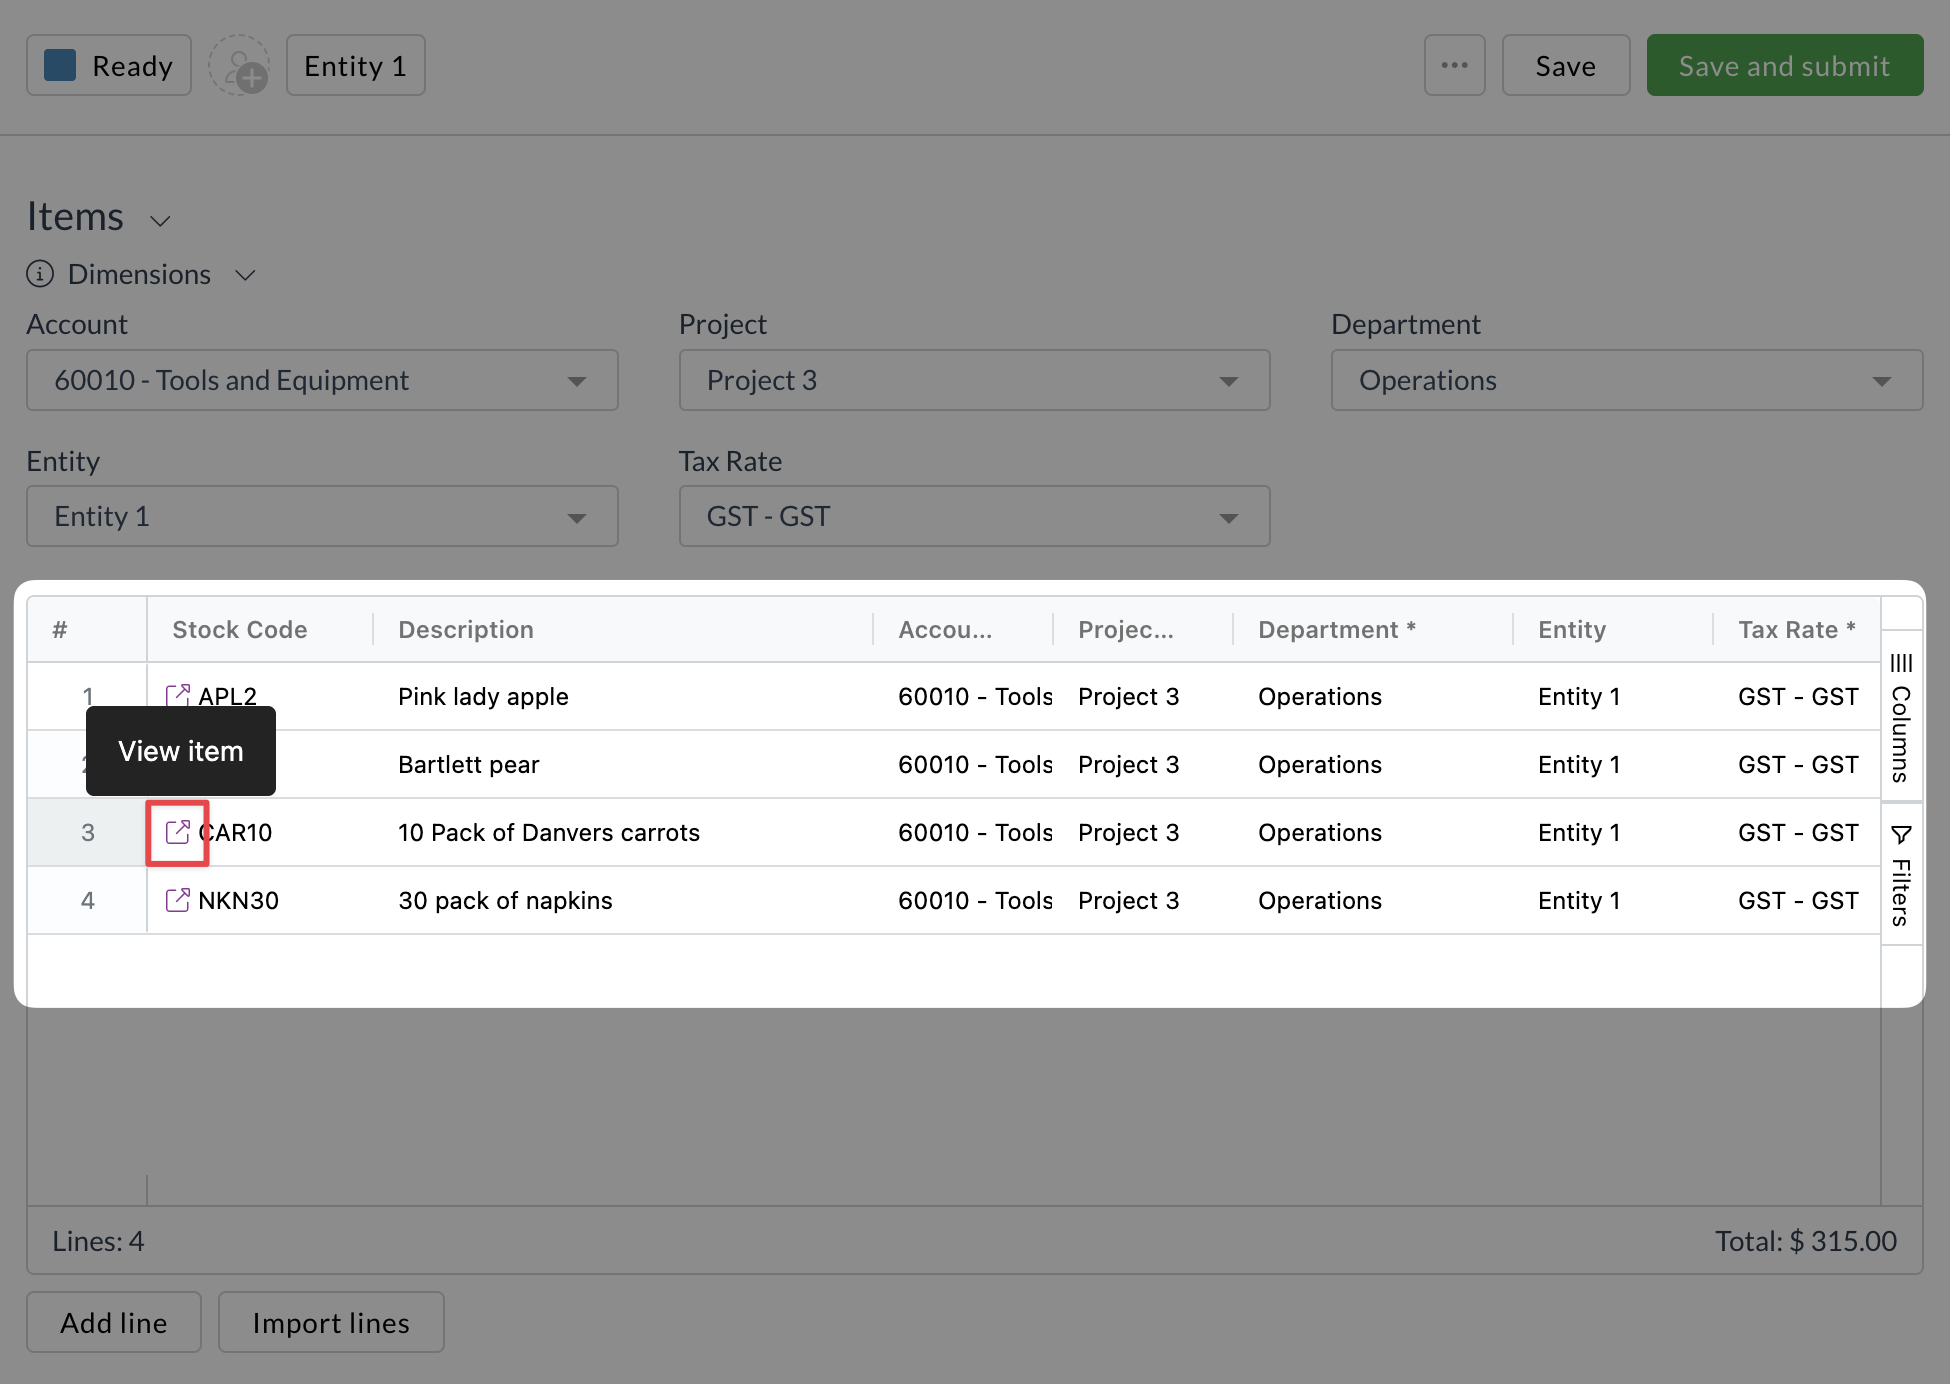 Ready
Entity 1
...
Save
Save and submit
Items
Dimensions
Account
Project
Department
60010 - Tools and Equipment
Project 3
Operations
Entity
Tax Rate
Entity 1
GST - GST
# Stock Code Description Accou... Projec... Department * Entity Tax Rate *
1 APL2 Pink lady apple 60010 - Tools Project 3 Operations Entity 1 GST - GST
View item
Bartlett pear 60010 - Tools Project 3 Operations Entity 1 GST - GST
3 CAR10 10 Pack of Danvers carrots 60010 - Tools Project 3 Operations Entity 1 GST - GST
4 NKN30 30 pack of napkins 60010 - Tools Project 3 Operations Entity 1 GST - GST
Columns
Filters
Lines: 4
Total: $ 315.00
Add line
Import lines